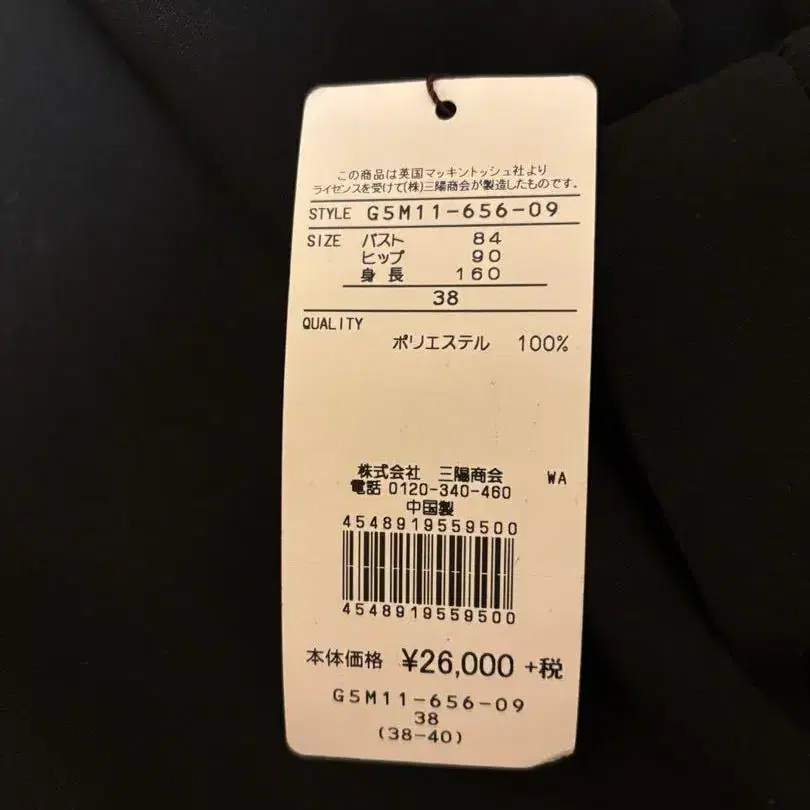 この商品は英国マッキントッシュ社より
ライセンスを受けて(株)三陽商会が製造したものです。
STYLE G5M11-656-09
SIZE バスト 84
ヒップ 90
身長 160
38
QUALITY
ポリエステル 100%
株式会社 三陽商会 WA
電話 0120-340-460
中国製
4548919559500
4548919559500
本体価格 ¥26,000 +税
G5M11-656-09
38
(38-40)